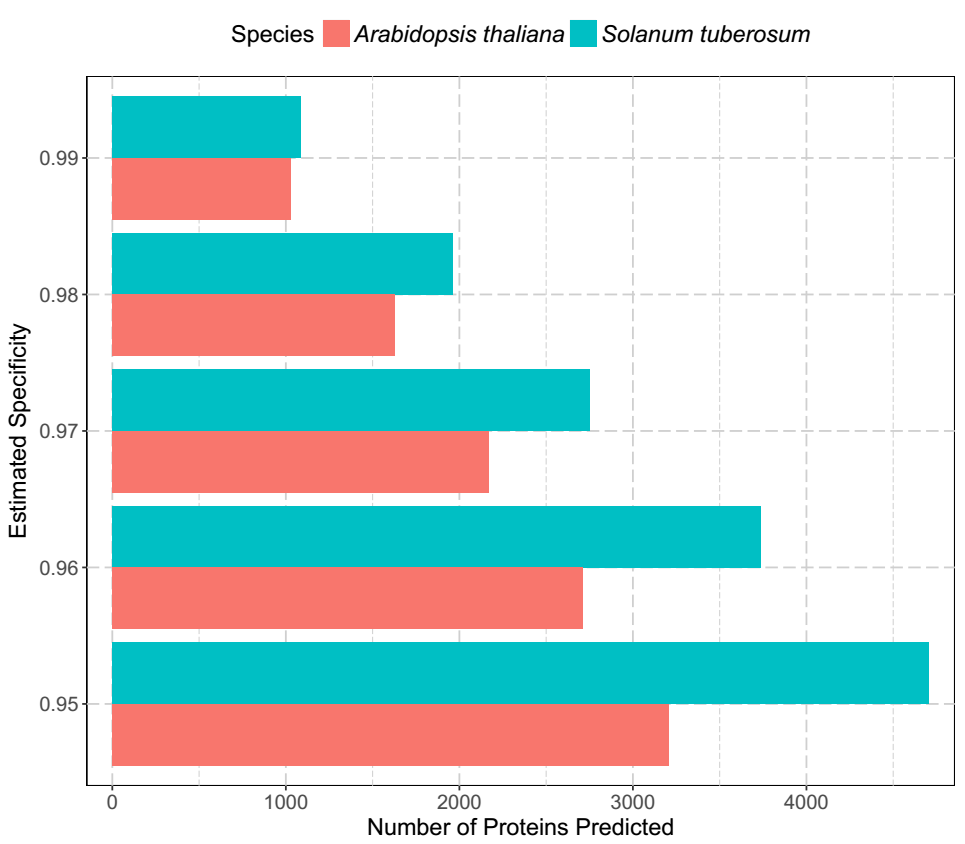 Species Arabidopsis thaliana Solanum tuberosum
0.99
0.98
0.97
0.96
0.95
Estimated Specificity
0 1000 2000 3000 4000
Number of Proteins Predicted